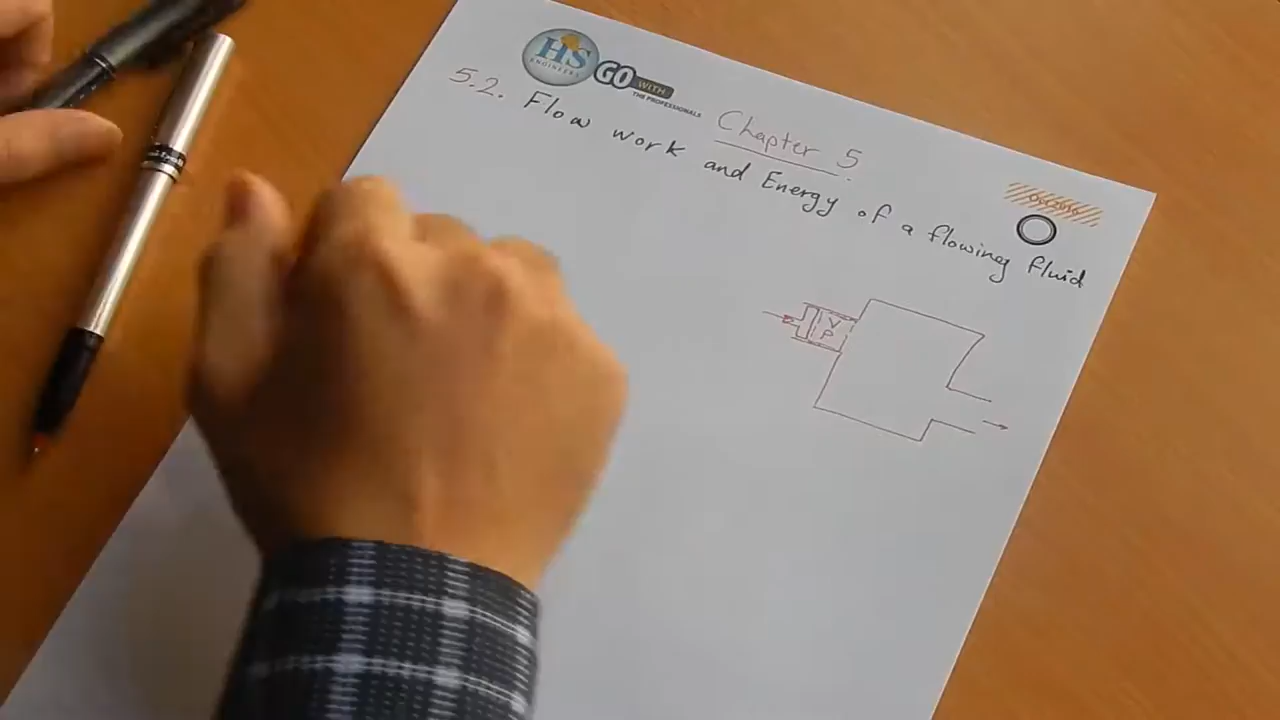 HS
ENGINEERS
GO WITH
THE PROFESSIONALS
Chapter 5
5.2. Flow work and Energy of a flowing fluid
V
P